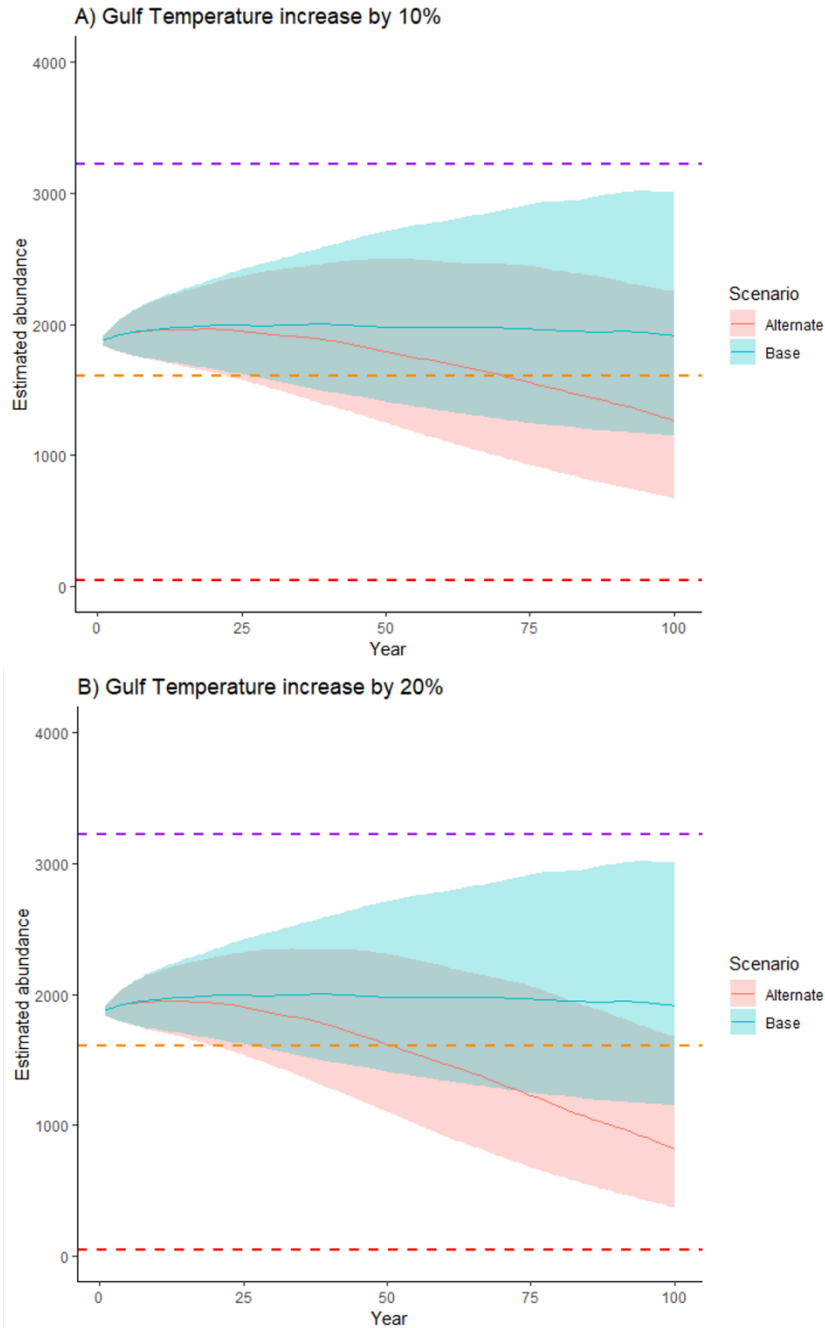 A) Gulf Temperature increase by 10%
4000
3000
2000
1000
0
Estimated abundance
0 25 50 75 100
Year
Scenario
Alternate
Base
B) Gulf Temperature increase by 20%
4000
3000
2000
1000
0
Estimated abundance
0 25 50 75 100
Year
Scenario
Alternate
Base